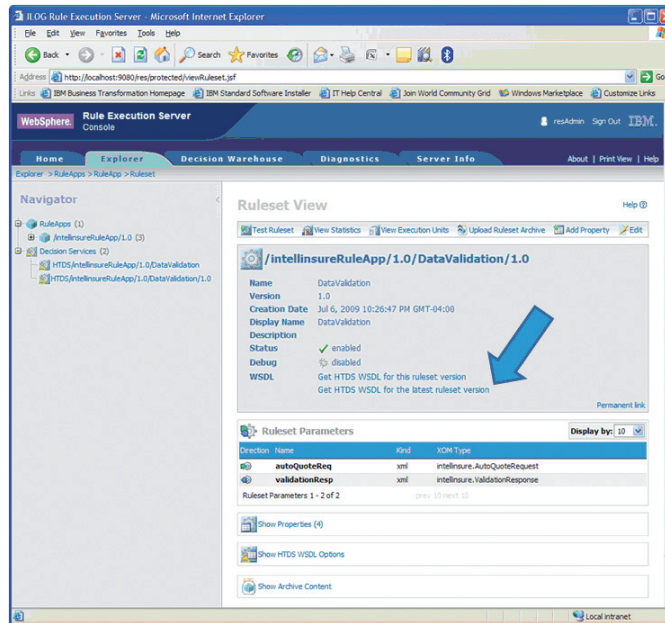 ILOG Rule Execution Server - Microsoft Internet Explorer
File Edit View Favorites Tools Help
Back Search Favorites
Address http://localhost:9080/res/protected/viewRuleset.jsf Go
Links IBM Business Transformation Homepage IBM Standard Software Installer IT Help Central Join World Community Grid Windows Marketplace Customize Links
WebSphere. Rule Execution Server
Console
resAdmin Sign Out IBM.
Home Explorer Decision Warehouse Diagnostics Server Info About | Print View | Help
Explorer > RuleApps > RuleApp > Ruleset
Navigator
RuleApps (1)
/intellinsureRuleApp/1.0 (3)
Decision Services (2)
HTDS/intellinsureRuleApp/1.0/DataValidation
HTDS/intellinsureRuleApp/1.0/DataValidation/1.0
Ruleset View Help
Test Ruleset View Statistics View Execution Units Upload Ruleset Archive Add Property Edit
/intellinsureRuleApp/1.0/DataValidation/1.0
Name DataValidation
Version 1.0
Creation Date Jul 6, 2009 10:26:47 PM GMT-04:00
Display Name DataValidation
Description
Status enabled
Debug disabled
WSDL Get HTDS WSDL for this ruleset version
Get HTDS WSDL for the latest ruleset version
Permanent link
Ruleset Parameters Display by: 10
Direction Name Kind XOM Type
autoQuoteReq xml intellinsure.AutoQuoteRequest
validationResp xml intellinsure.ValidationResponse
Ruleset Parameters 1 - 2 of 2 prev 10 next 10
Show Properties (4)
Show HTDS WSDL Options
Show Archive Content
Local intranet